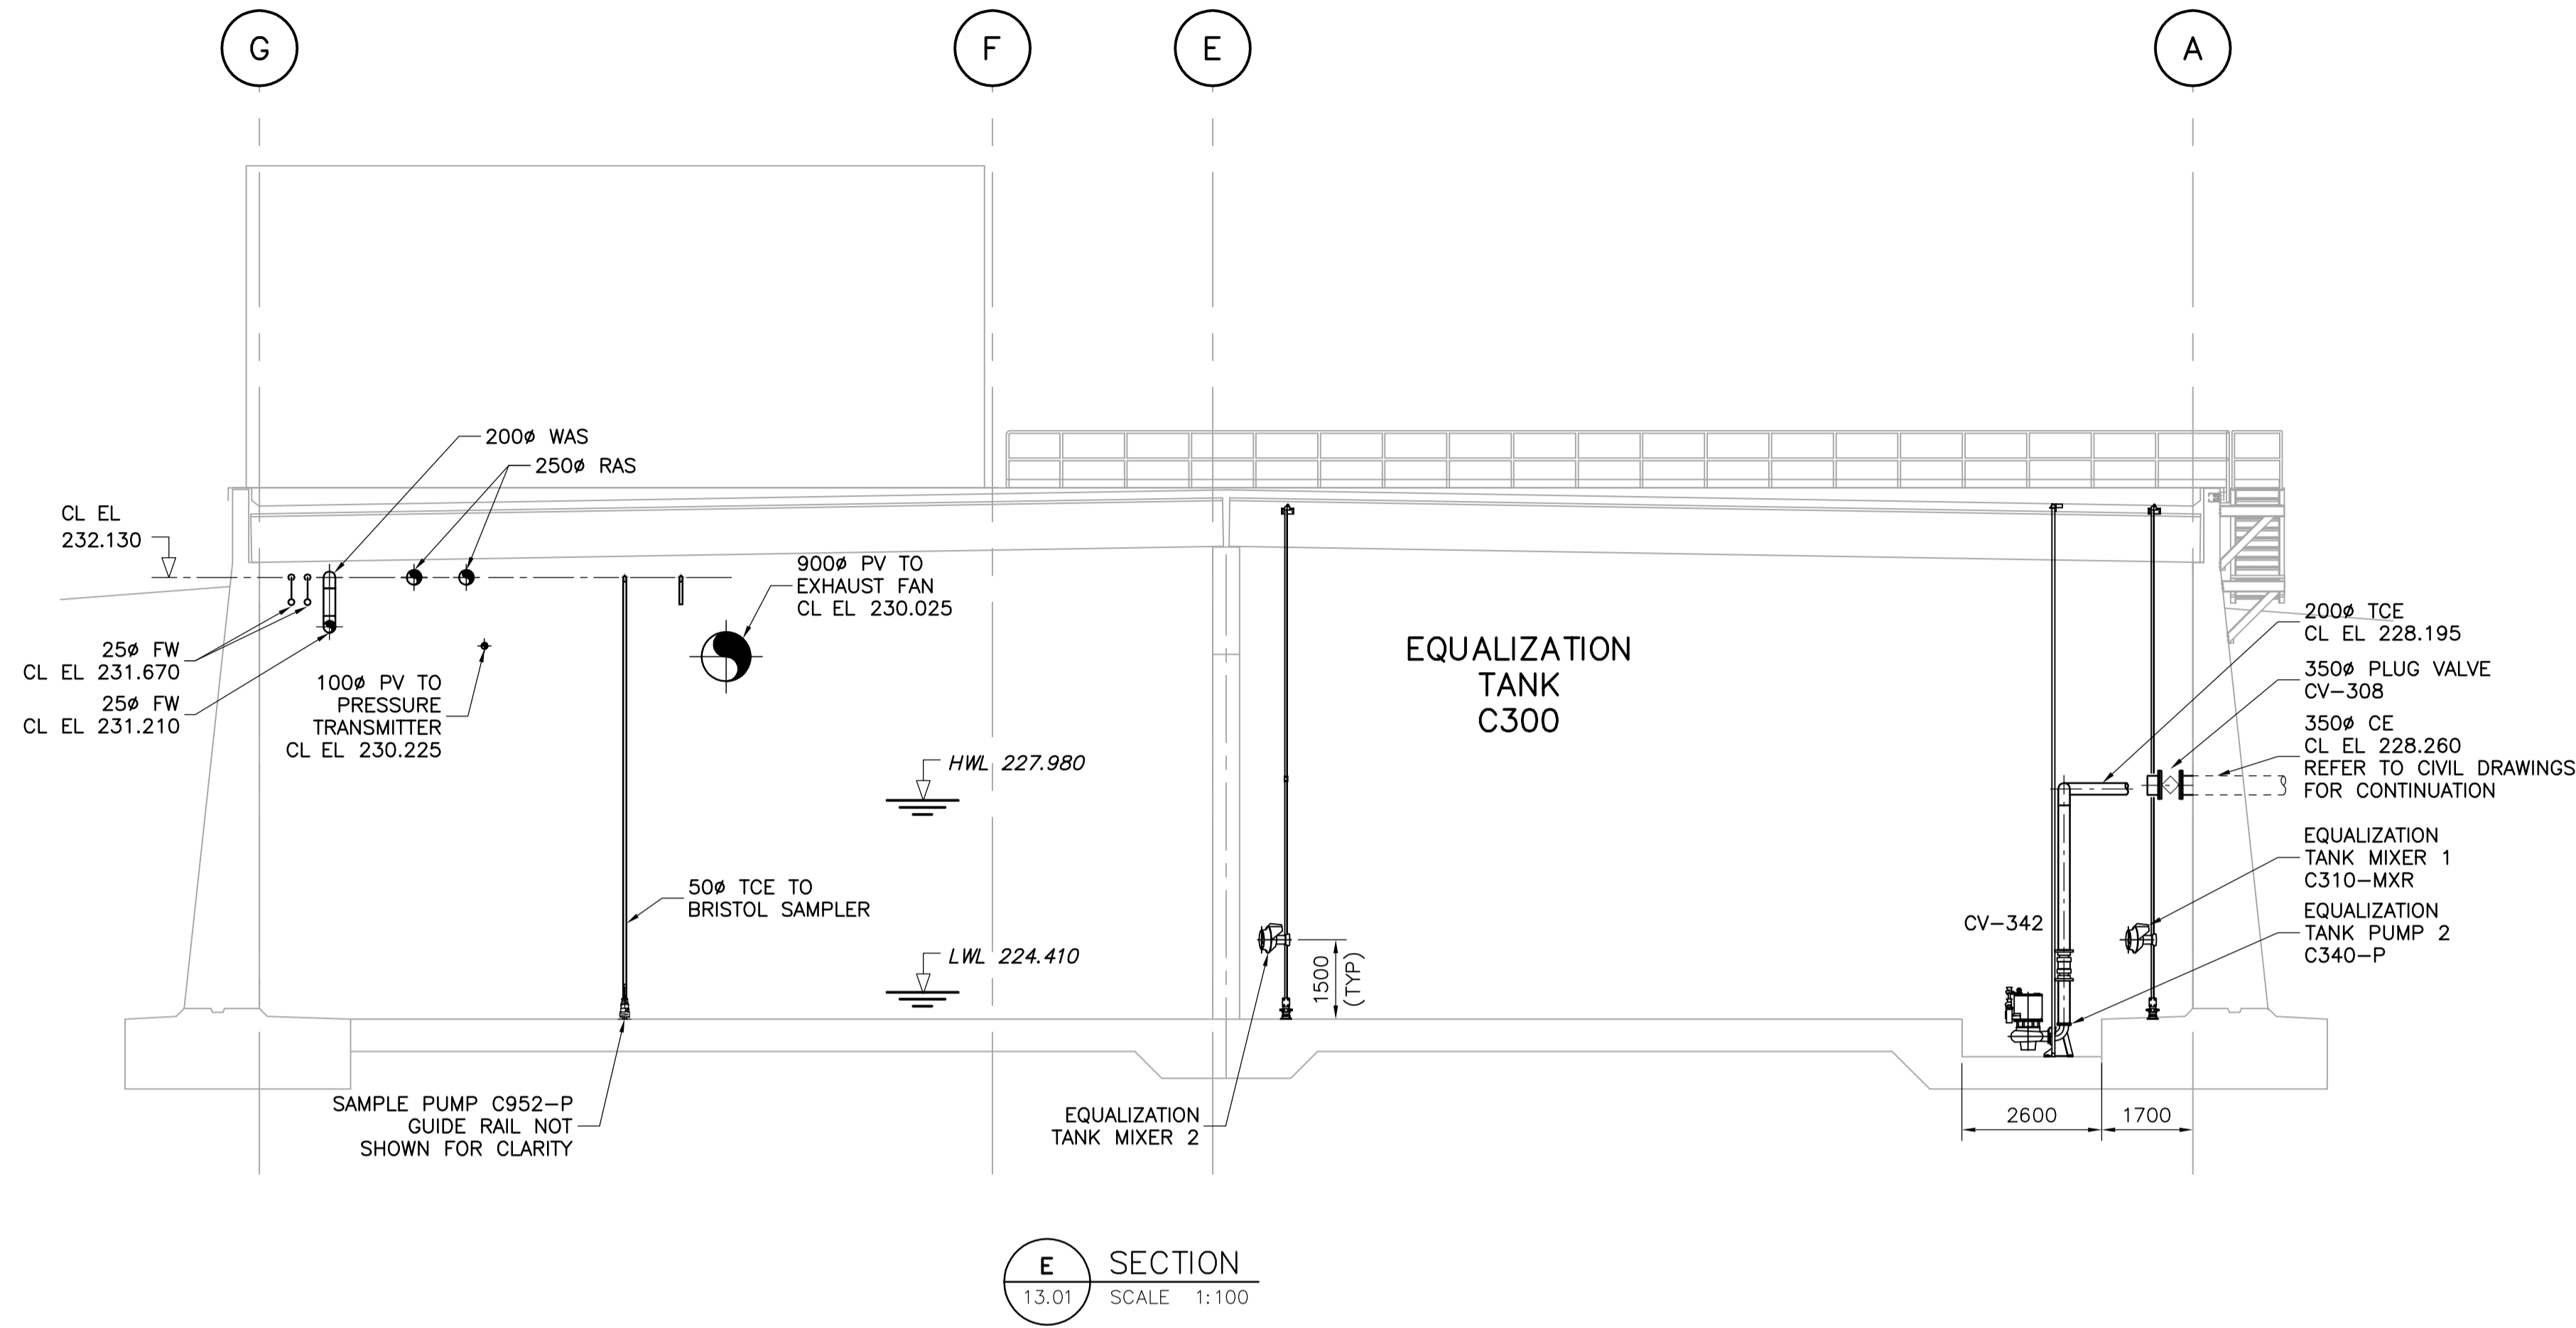 G
F
E
A
200ø WAS
250ø RAS
CL EL
232.130
900ø PV TO
EXHAUST FAN
CL EL 230.025
25ø FW
CL EL 231.670
25ø FW
CL EL 231.210
100ø PV TO
PRESSURE
TRANSMITTER
CL EL 230.225
EQUALIZATION
TANK
C300
HWL 227.980
LWL 224.410
50ø TCE TO
BRISTOL SAMPLER
200ø TCE
CL EL 228.195
350ø PLUG VALVE
CV-308
350ø CE
CL EL 228.260
REFER TO CIVIL DRAWINGS
FOR CONTINUATION
EQUALIZATION
TANK MIXER 1
C310-MXR
EQUALIZATION
TANK PUMP 2
C340-P
CV-342
1500
(TYP)
SAMPLE PUMP C952-P
GUIDE RAIL NOT
SHOWN FOR CLARITY
EQUALIZATION
TANK MIXER 2
2600
1700
E
13.01
SECTION
SCALE 1:100